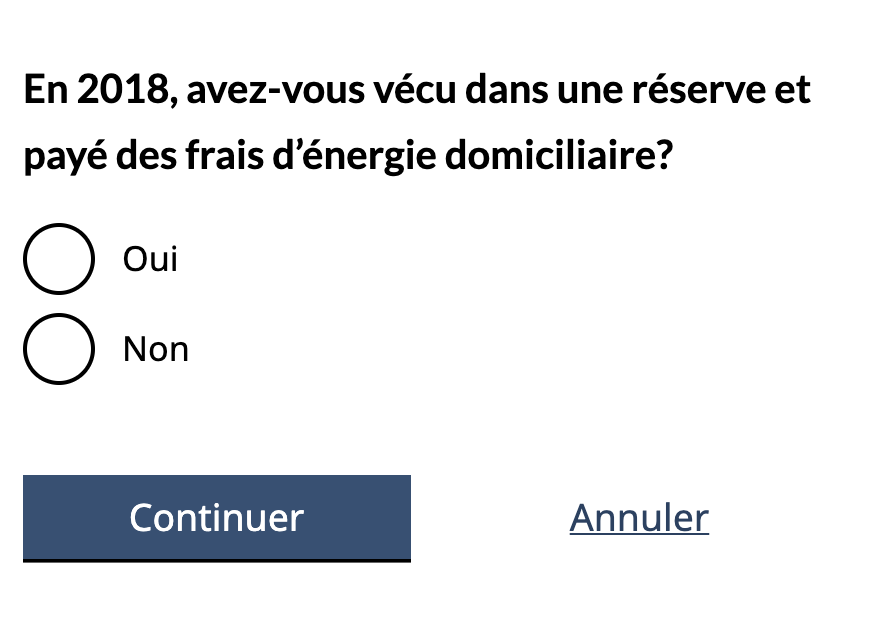 En 2018, avez-vous vécu dans une réserve et
payé des frais d’énergie domiciliaire?
Oui
Non
Continuer
Annuler